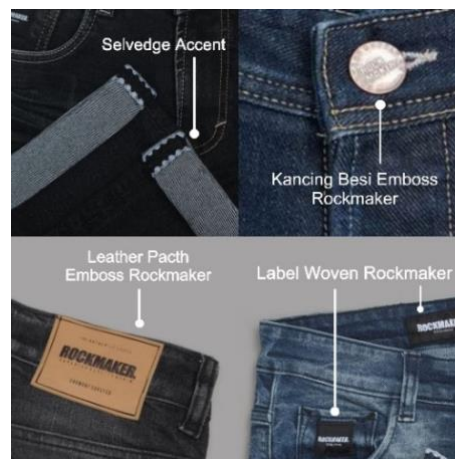 Selvedge Accent
Kancing Besi Emboss
Rockmaker
Leather Pacth
Emboss Rockmaker
Label Woven Rockmaker
ROCKMAKER
ROCKMAKER